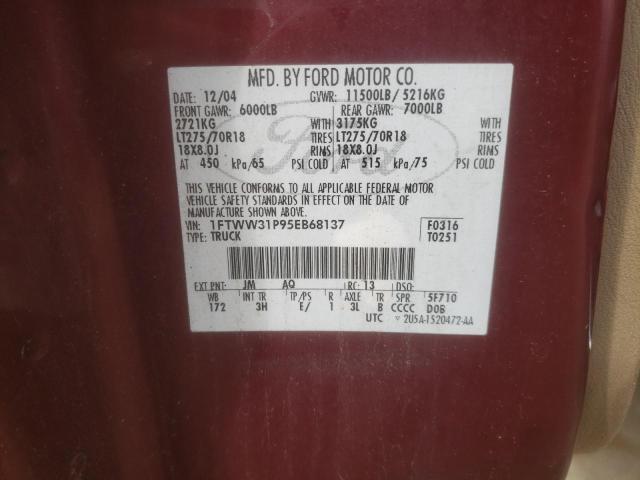 MFD. BY FORD MOTOR CO.
DATE: 12/04 GVWR: 11500LB/ 5216KG
FRONT GAWR: 6000LB REAR GAWR: 7000LB
2721KG WITH 3175KG WITH
LT275/70R18 TIRES LT275/70R18 TIRES
18X8.0J RIMS 18X8.0J RIMS
AT 450 kPa/65 PSI COLD AT 515 kPa/75 PSI COLD
THIS VEHICLE CONFORMS TO ALL APPLICABLE FEDERAL MOTOR
VEHICLE SAFETY STANDARDS IN EFFECT ON THE DATE OF
MANUFACTURE SHOWN ABOVE.
VIN: 1FTWW31P95EB68137 F0316
TYPE: TRUCK T0251
EXT PNT: JM AQ RC: 13 DSO:
WB INT TR TP/PS R AXLE TR SPR 5F710
172 3H E/ 1 3L B CCCC DOB
UTC 2U5A-1520472-AA
Ford